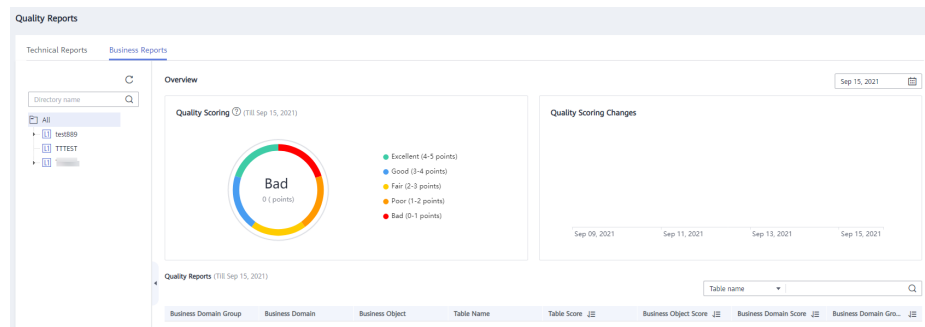 Quality Reports
Technical Reports Business Reports
Directory name
All
L1 test889
L1 TTTEST
L1
Overview
Sep 15, 2021
Quality Scoring ? (Till Sep 15, 2021)
Bad
0 ( points)
Excellent (4-5 points)
Good (3-4 points)
Fair (2-3 points)
Poor (1-2 points)
Bad (0-1 points)
Quality Scoring Changes
Sep 09, 2021 Sep 11, 2021 Sep 13, 2021 Sep 15, 2021
Quality Reports (Till Sep 15, 2021)
Table name
Business Domain Group Business Domain Business Object Table Name Table Score Business Object Score Business Domain Score Business Domain Gro...